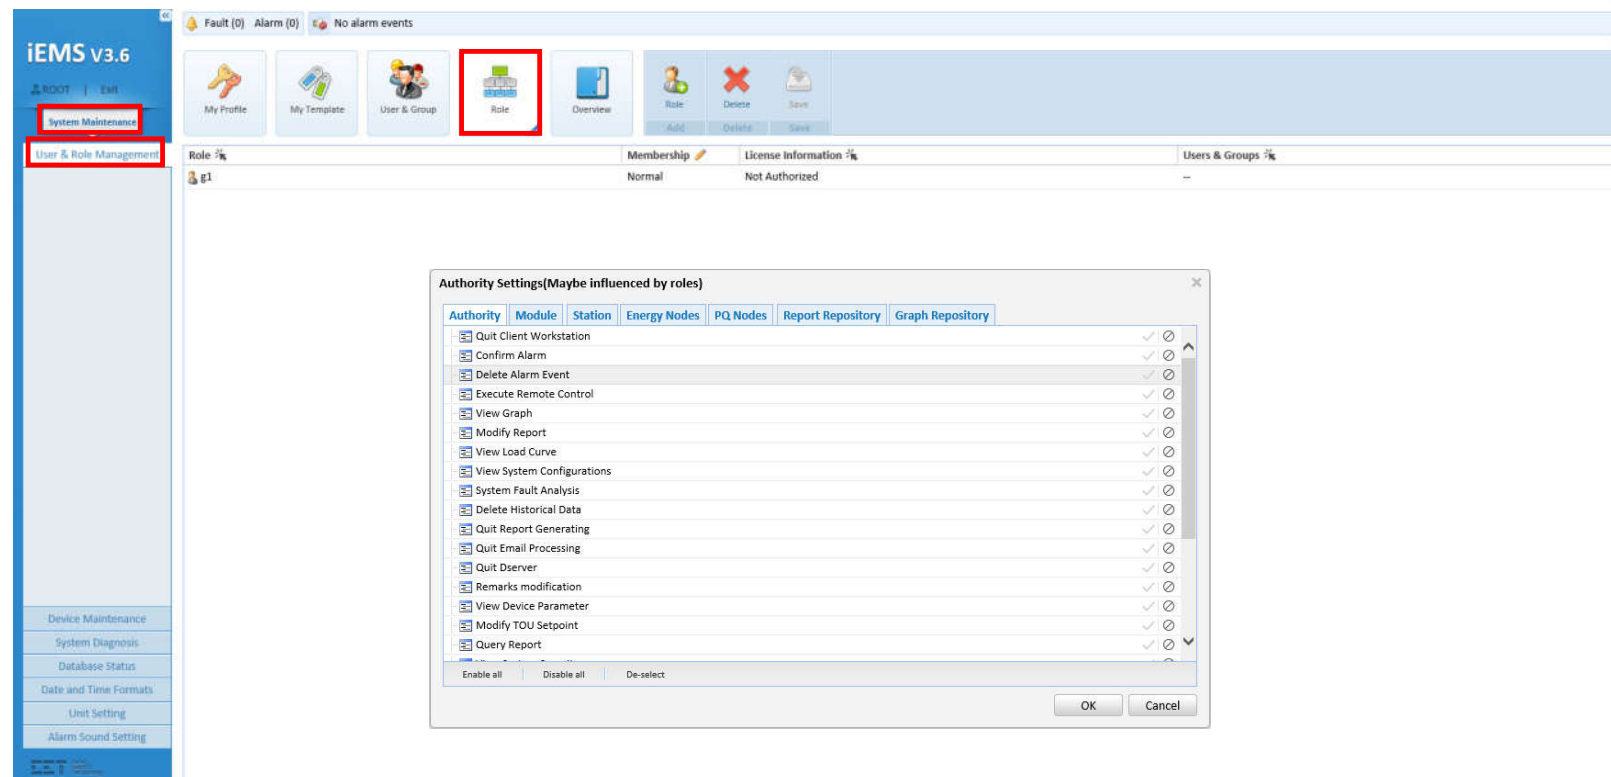 Fault (0) Alarm (0) No alarm events
iEMS V3.6
ROOT | Exit
System Maintenance
User & Role Management
My Profile
My Template
User & Group
Role
Overview
Role
Delete
Save
Add
Delete
Save
Role Membership License Information Users & Groups
g1 Normal Not Authorized --
Authority Settings(Maybe influenced by roles)
Authority Module Station Energy Nodes PQ Nodes Report Repository Graph Repository
Quit Client Workstation
Confirm Alarm
Delete Alarm Event
Execute Remote Control
View Graph
Modify Report
View Load Curve
View System Configurations
System Fault Analysis
Delete Historical Data
Quit Report Generating
Quit Email Processing
Quit Dserver
Remarks modification
View Device Parameter
Modify TOU Setpoint
Query Report
Enable all Disable all De-select
OK Cancel
Device Maintenance
System Diagnosis
Database Status
Date and Time Formats
Unit Setting
Alarm Sound Setting
CET